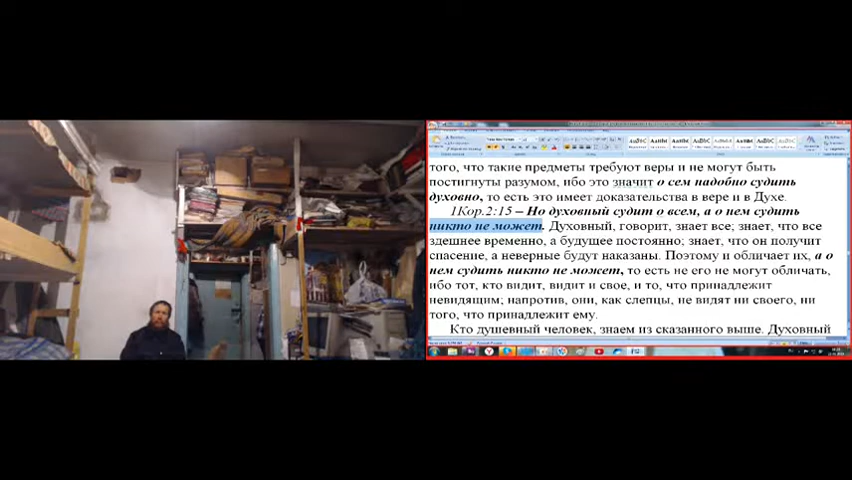 того, что такие предметы требуют веры и не могут быть
постигнуты разумом, ибо это значит о сем надобно судить
духовно, то есть это имеет доказательства в вере и в Духе.
1Кор.2:15 – Но духовный судит о всем, а о нем судить
никто не может. Духовный, говорит, знает все; знает, что все
здешнее временно, а будущее постоянно; знает, что он получит
спасение, а неверные будут наказаны. Поэтому и обличает их, а о
нем судить никто не может, то есть не его не могут обличать,
ибо тот, кто видит, видит и свое, и то, что принадлежит
невидящим; напротив, они, как слепцы, не видят ни своего, ни
того, что принадлежит ему.
Кто душевный человек, знаем из сказанного выше. Духовный